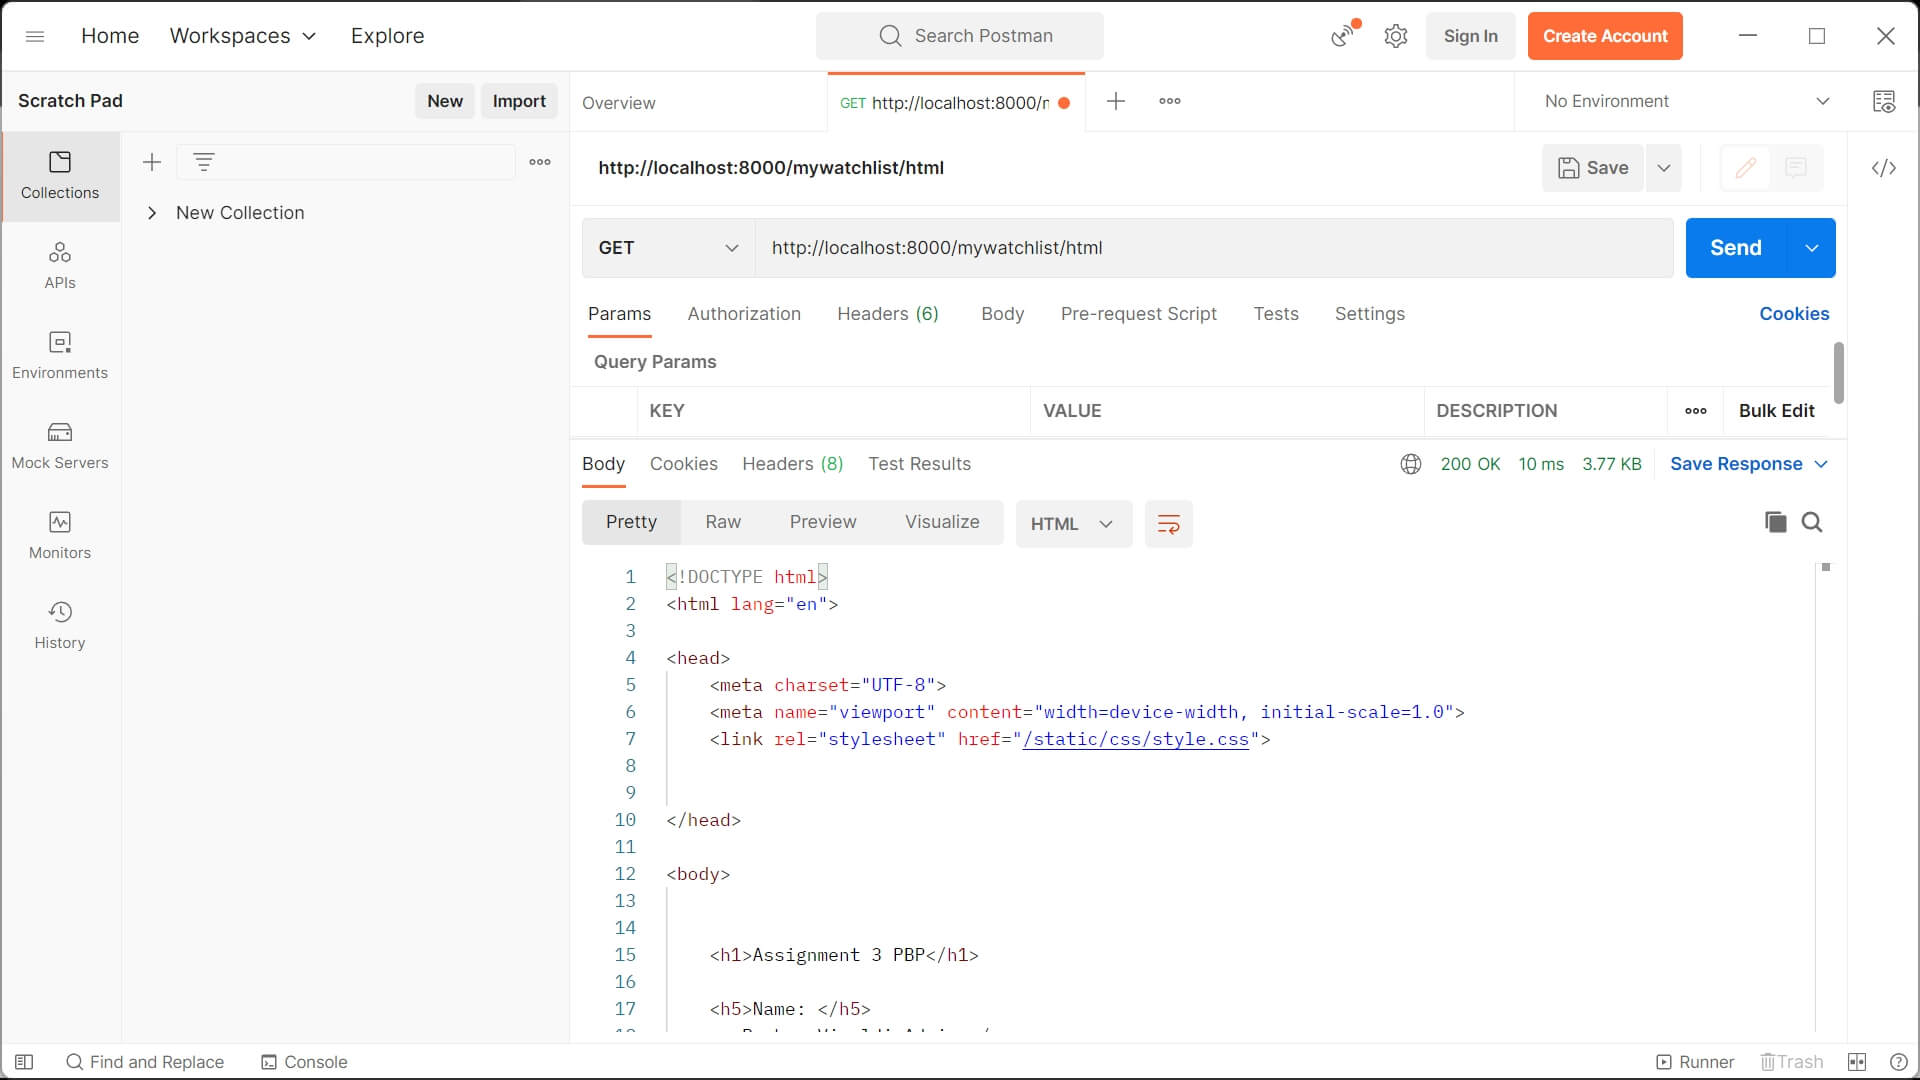 Home Workspaces Explore Search Postman Sign In Create Account
Scratch Pad New Import
Overview GET http://localhost:8000/ No Environment
Collections
APIs
Environments
Mock Servers
Monitors
History
New Collection
http://localhost:8000/mywatchlist/html Save </>
GET http://localhost:8000/mywatchlist/html Send
Params Authorization Headers (6) Body Pre-request Script Tests Settings Cookies
Query Params
KEY VALUE DESCRIPTION Bulk Edit
Body Cookies Headers (8) Test Results 200 OK 10 ms 3.77 KB Save Response
Pretty Raw Preview Visualize HTML
1 <!DOCTYPE html>
2 <html lang="en">
3
4 <head>
5 <meta charset="UTF-8">
6 <meta name="viewport" content="width=device-width, initial-scale=1.0">
7 <link rel="stylesheet" href="/static/css/style.css">
8
9
10 </head>
11
12 <body>
13
14
15 <h1>Assignment 3 PBP</h1>
16
17 <h5>Name: </h5>
Find and Replace Console Runner Trash